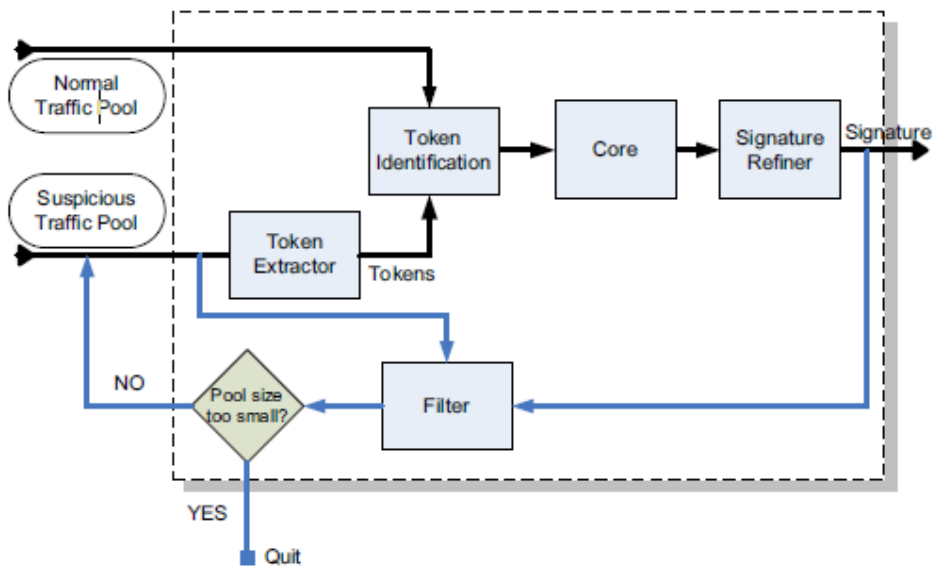 Normal
Traffic Pool
Token
Identification
Core
Signature
Refiner
Signature
Suspicious
Traffic Pool
Token
Extractor
Tokens
NO
Pool size
too small?
Filter
YES
Quit